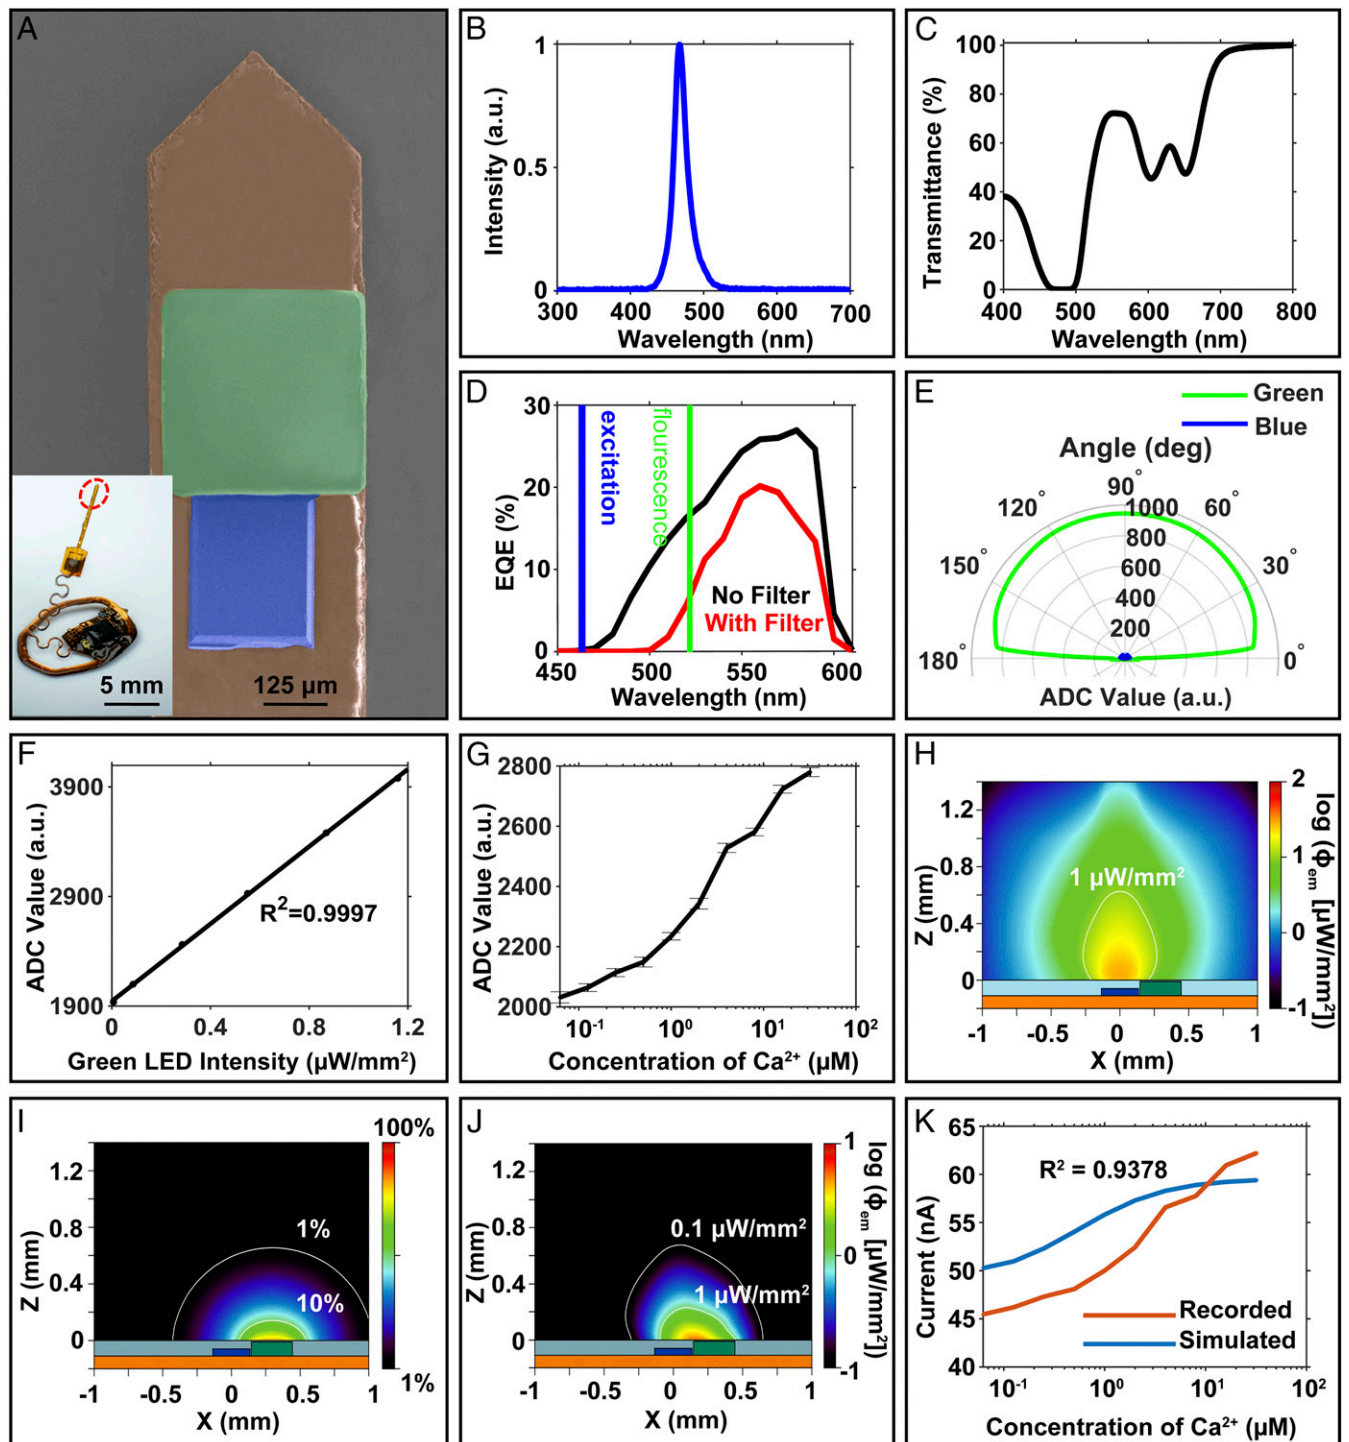 A
5 mm
125 µm
B
Intensity (a.u.)
1
0.5
0
300 400 500 600 700
Wavelength (nm)
C
Transmittance (%)
100
80
60
40
20
0
400 500 600 700 800
Wavelength (nm)
D
EQE (%)
30
20
10
0
excitation
flourescence
No Filter
With Filter
450 500 550 600
Wavelength (nm)
E
Green
Blue
Angle (deg)
90°
120° 60°
150° 30°
180° 0°
1000
800
600
400
200
ADC Value (a.u.)
F
ADC Value (a.u.)
3900
2900
1900
R²=0.9997
0 0.4 0.8 1.2
Green LED Intensity (µW/mm²)
G
ADC Value (a.u.)
2800
2600
2400
2200
2000
10⁻¹ 10⁰ 10¹ 10²
Concentration of Ca²⁺ (µM)
H
Z (mm)
1.2
0.8
0.4
0
1 µW/mm²
-1 -0.5 0 0.5 1
X (mm)
2
1
0
-1
log (ϕem [µW/mm²])
I
Z (mm)
1.2
0.8
0.4
0
1%
10%
-1 -0.5 0 0.5 1
X (mm)
100%
1%
J
Z (mm)
1.2
0.8
0.4
0
0.1 µW/mm²
1 µW/mm²
-1 -0.5 0 0.5 1
X (mm)
1
0
-1
log (ϕem [µW/mm²])
K
Current (nA)
65
60
55
50
45
40
R² = 0.9378
Recorded
Simulated
10⁻¹ 10⁰ 10¹ 10²
Concentration of Ca²⁺ (µM)